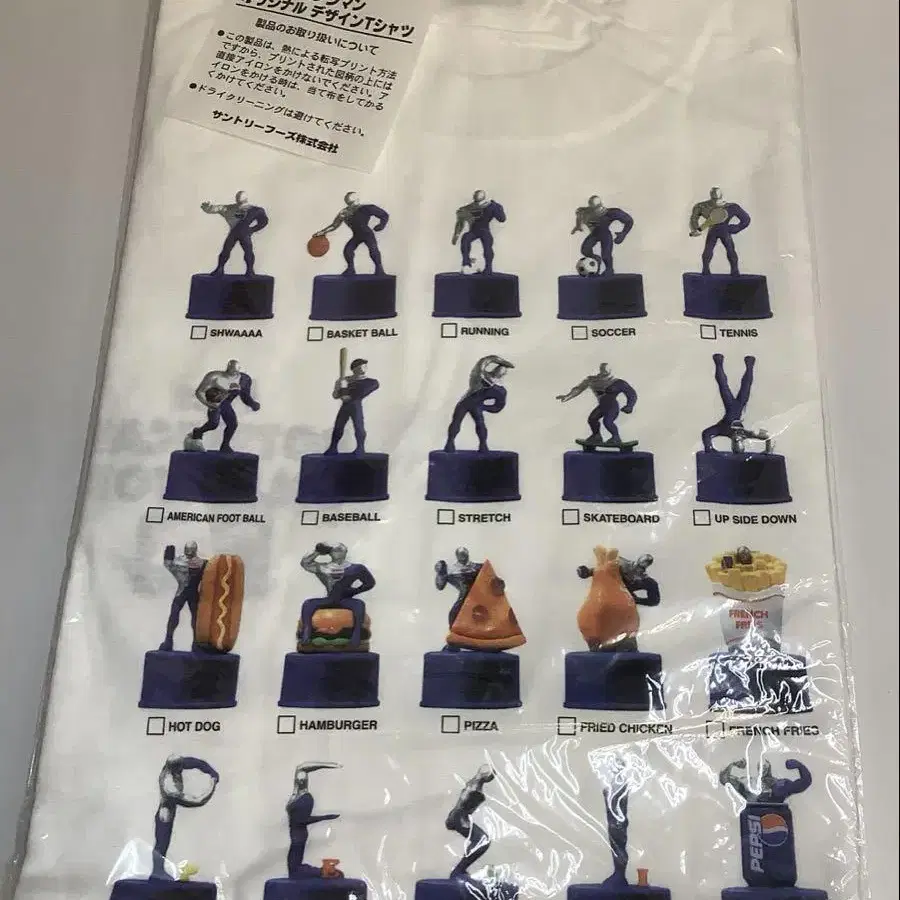 オリジナル デザインTシャツ
製品のお取り扱いについて
●この製品は、熱による転写プリント方法
ですから、プリントされた図柄の上には
直接アイロンをかけないでください。ア
イロンをかける時は、当て布をしてかる
くかけてください。
●ドライクリーニングは避けてください。
サントリーフーズ株式会社
SHWAAAA
BASKET BALL
RUNNING
SOCCER
TENNIS
AMERICAN FOOT BALL
BASEBALL
STRETCH
SKATEBOARD
UP SIDE DOWN
FRENCH
FRIES
HOT DOG
HAMBURGER
PIZZA
FRIED CHICKEN
FRENCH FRIES
E
I
PEPSI